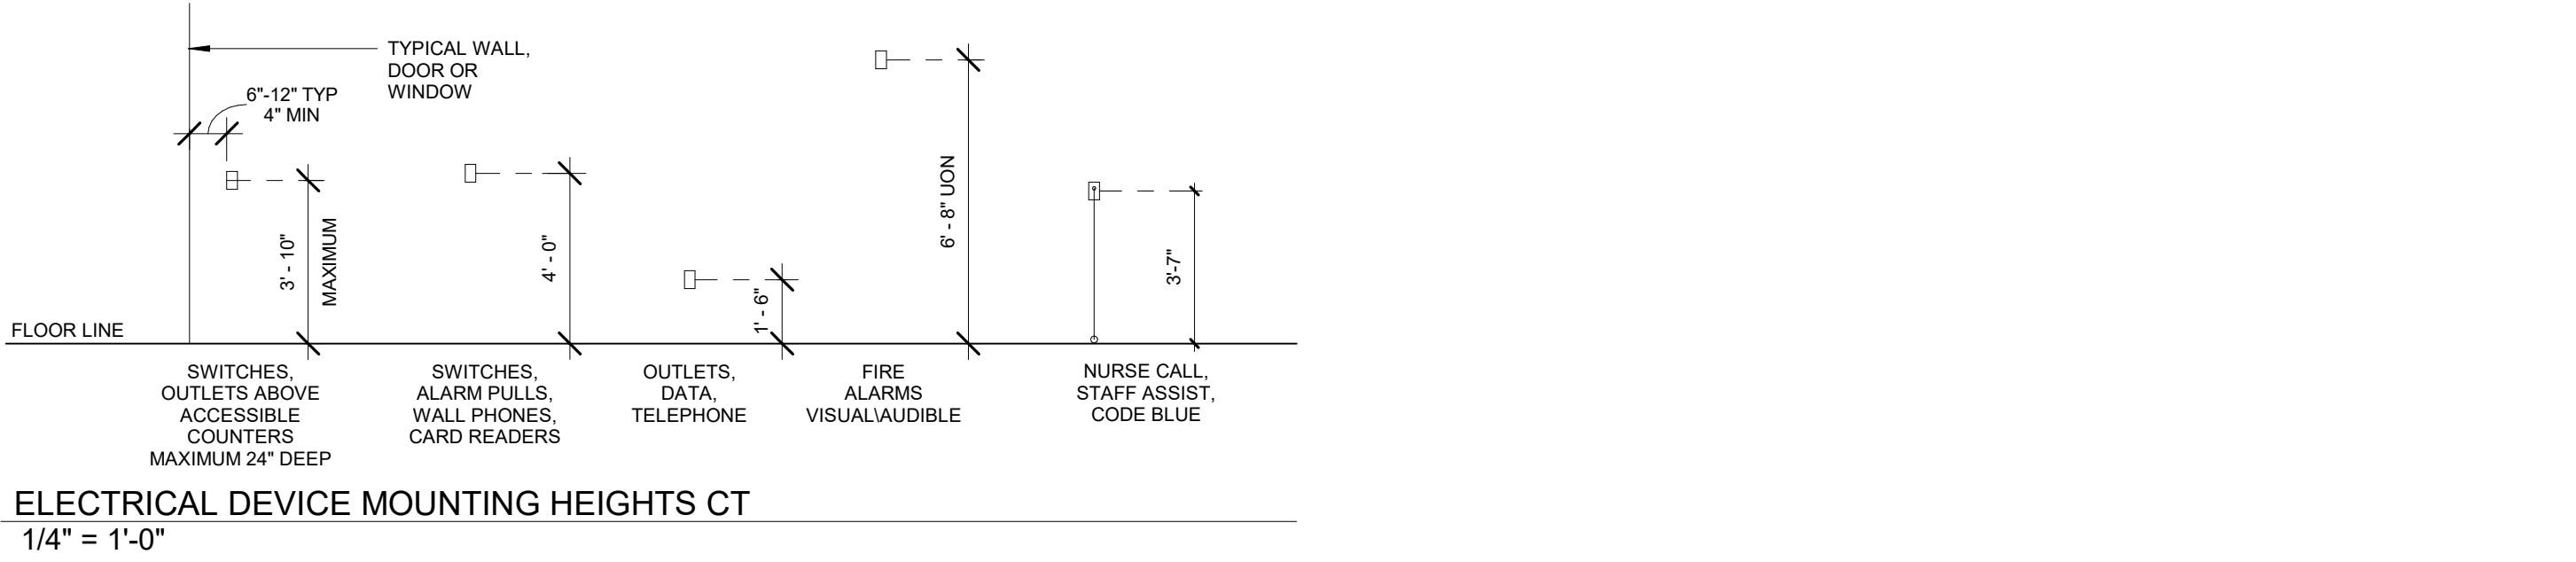 TYPICAL WALL,
DOOR OR
WINDOW
6"-12" TYP
4" MIN
3' - 10"
MAXIMUM
4' - 0"
1' - 6"
6' - 8" UON
3'-7"
FLOOR LINE
SWITCHES,
OUTLETS ABOVE
ACCESSIBLE
COUNTERS
MAXIMUM 24" DEEP
SWITCHES,
ALARM PULLS,
WALL PHONES,
CARD READERS
OUTLETS,
DATA,
TELEPHONE
FIRE
ALARMS
VISUAL\AUDIBLE
NURSE CALL,
STAFF ASSIST,
CODE BLUE
ELECTRICAL DEVICE MOUNTING HEIGHTS CT
1/4" = 1'-0"